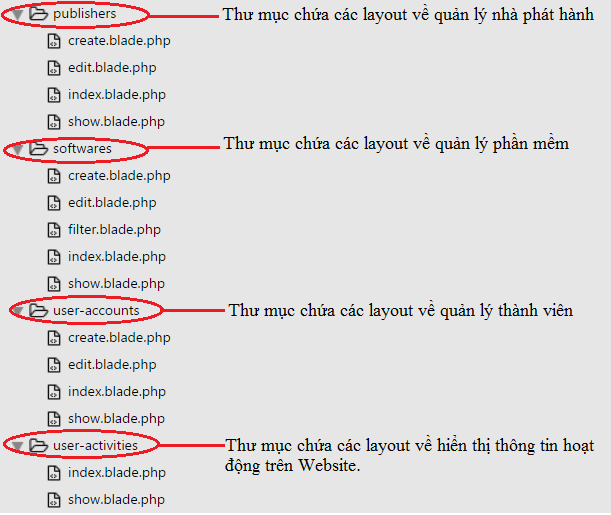 publishers Thư mục chứa các layout về quản lý nhà phát hành
create.blade.php
edit.blade.php
index.blade.php
show.blade.php
softwares Thư mục chứa các layout về quản lý phần mềm
create.blade.php
edit.blade.php
filter.blade.php
index.blade.php
show.blade.php
user-accounts Thư mục chứa các layout về quản lý thành viên
create.blade.php
edit.blade.php
index.blade.php
show.blade.php
user-activities Thư mục chứa các layout về hiển thị thông tin hoạt
động trên Website.
index.blade.php
show.blade.php